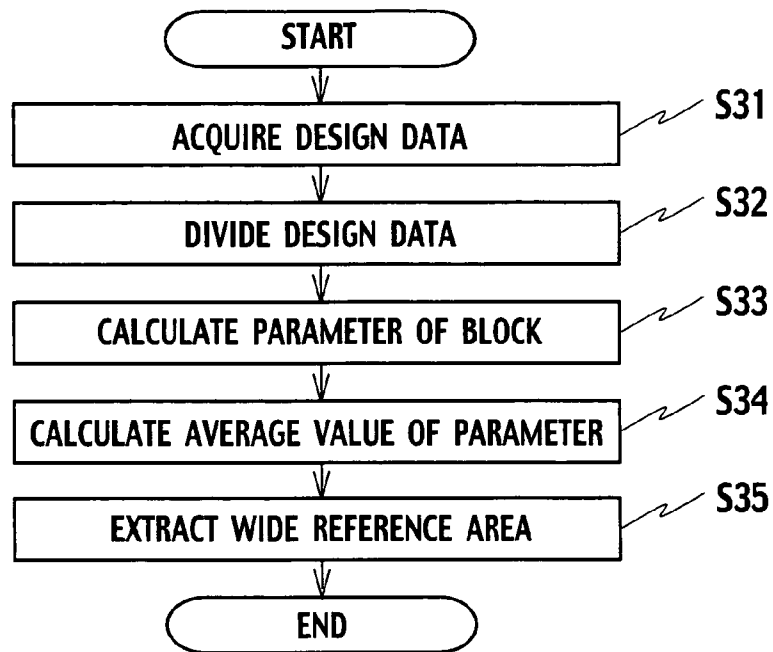 START
ACQUIRE DESIGN DATA
S31
DIVIDE DESIGN DATA
S32
CALCULATE PARAMETER OF BLOCK
S33
CALCULATE AVERAGE VALUE OF PARAMETER
S34
EXTRACT WIDE REFERENCE AREA
S35
END